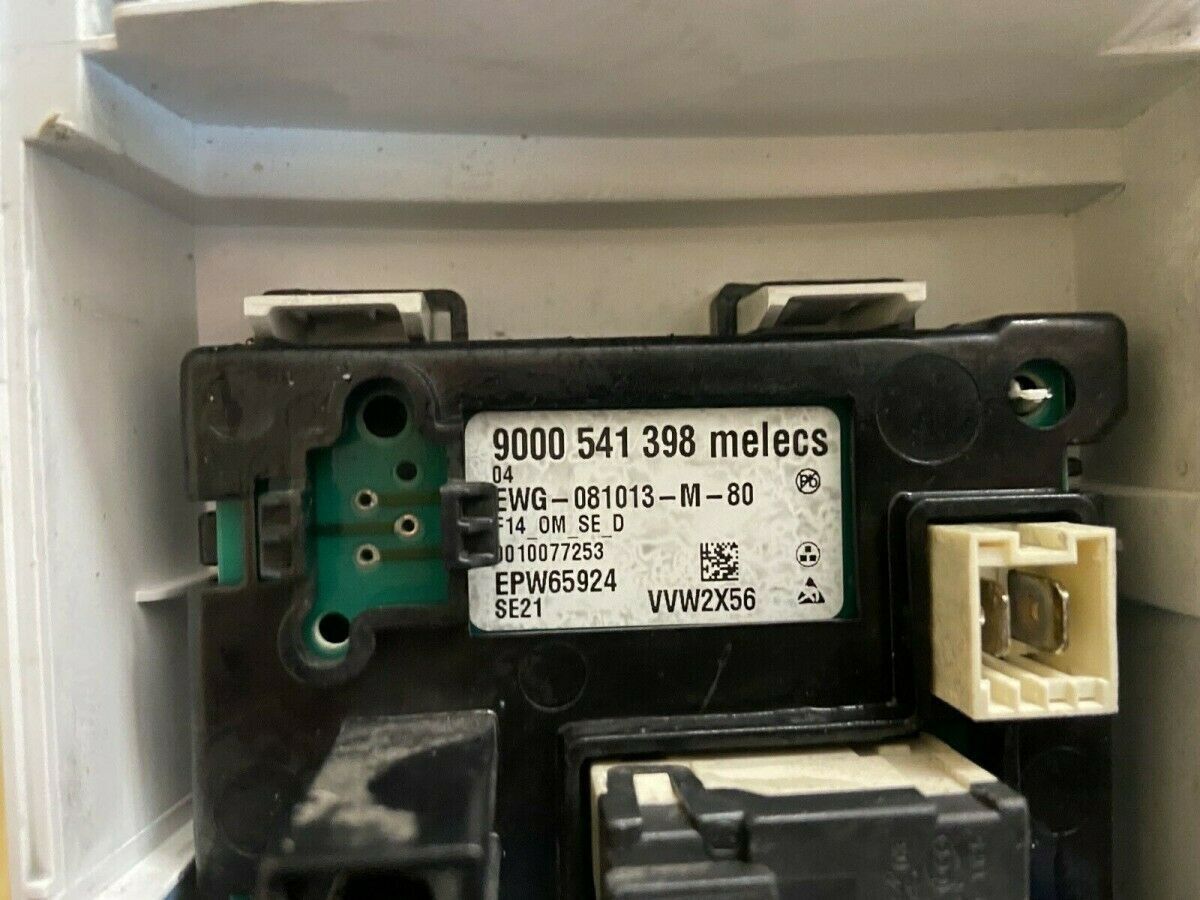 9000 541 398 melecs
04
EWG-081013-M-80
F14_OM_SE_D
0010077253
EPW65924
SE21
VVW2X56